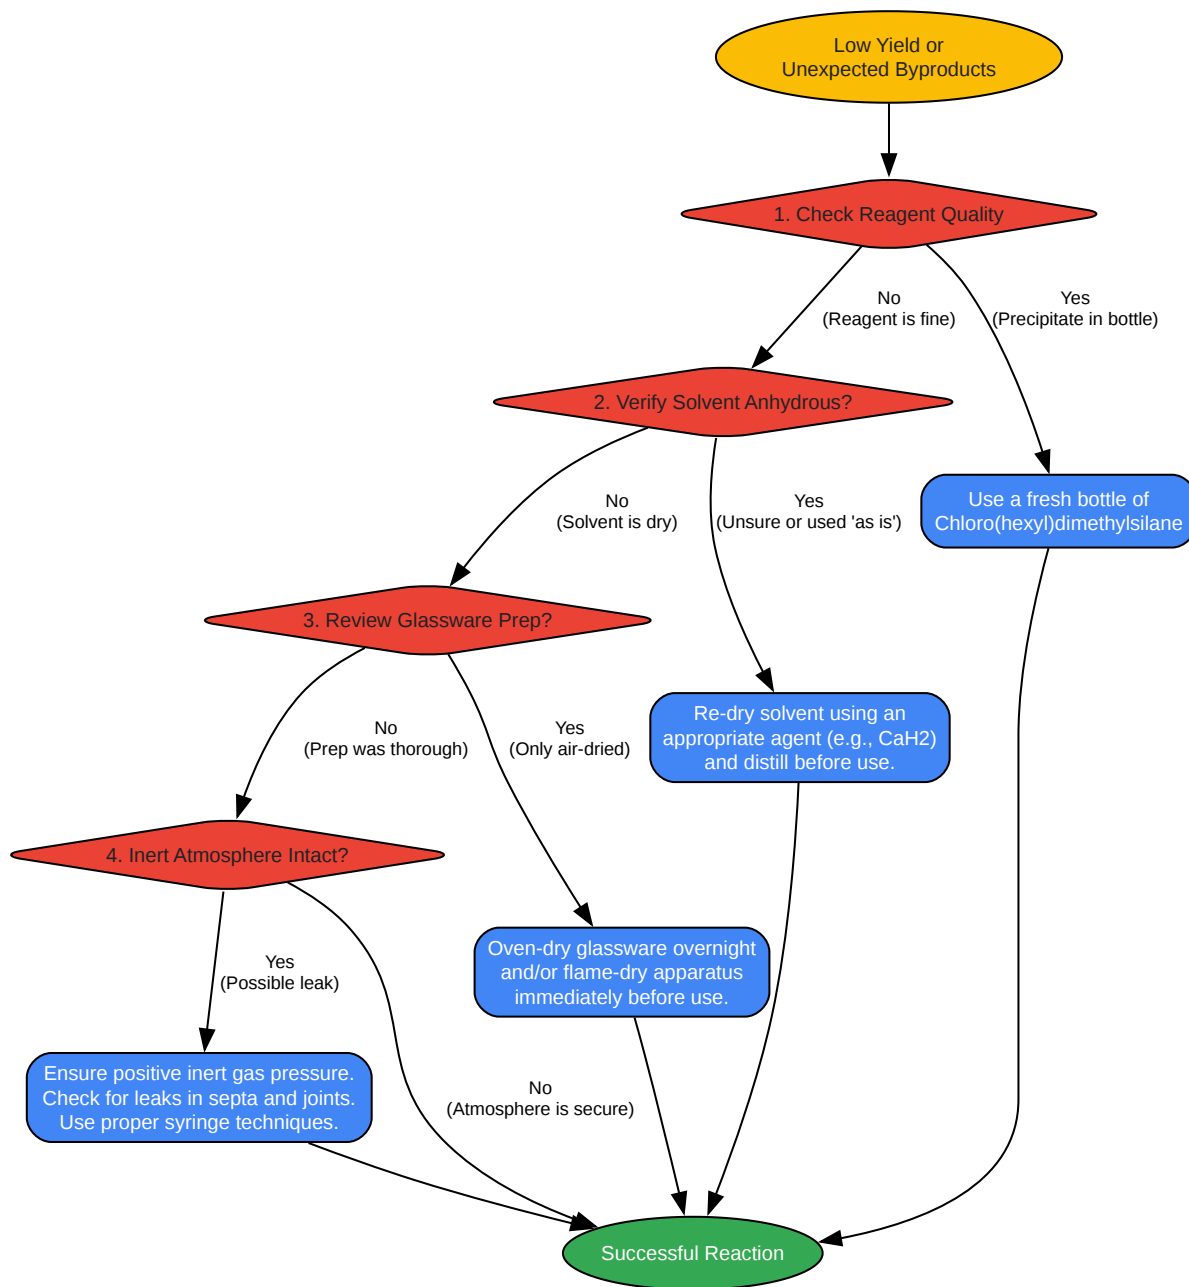 Low Yield or
Unexpected Byproducts
1. Check Reagent Quality
No
(Reagent is fine)
Yes
(Precipitate in bottle)
2. Verify Solvent Anhydrous?
No
(Solvent is dry)
Yes
(Unsure or used 'as is')
Use a fresh bottle of
Chloro(hexyl)dimethylsilane
3. Review Glassware Prep?
No
(Prep was thorough)
Yes
(Only air-dried)
Re-dry solvent using an
appropriate agent (e.g., CaH2)
and distill before use.
4. Inert Atmosphere Intact?
Yes
(Possible leak)
Oven-dry glassware overnight
and/or flame-dry apparatus
immediately before use.
Ensure positive inert gas pressure.
Check for leaks in septa and joints.
Use proper syringe techniques.
No
(Atmosphere is secure)
Successful Reaction